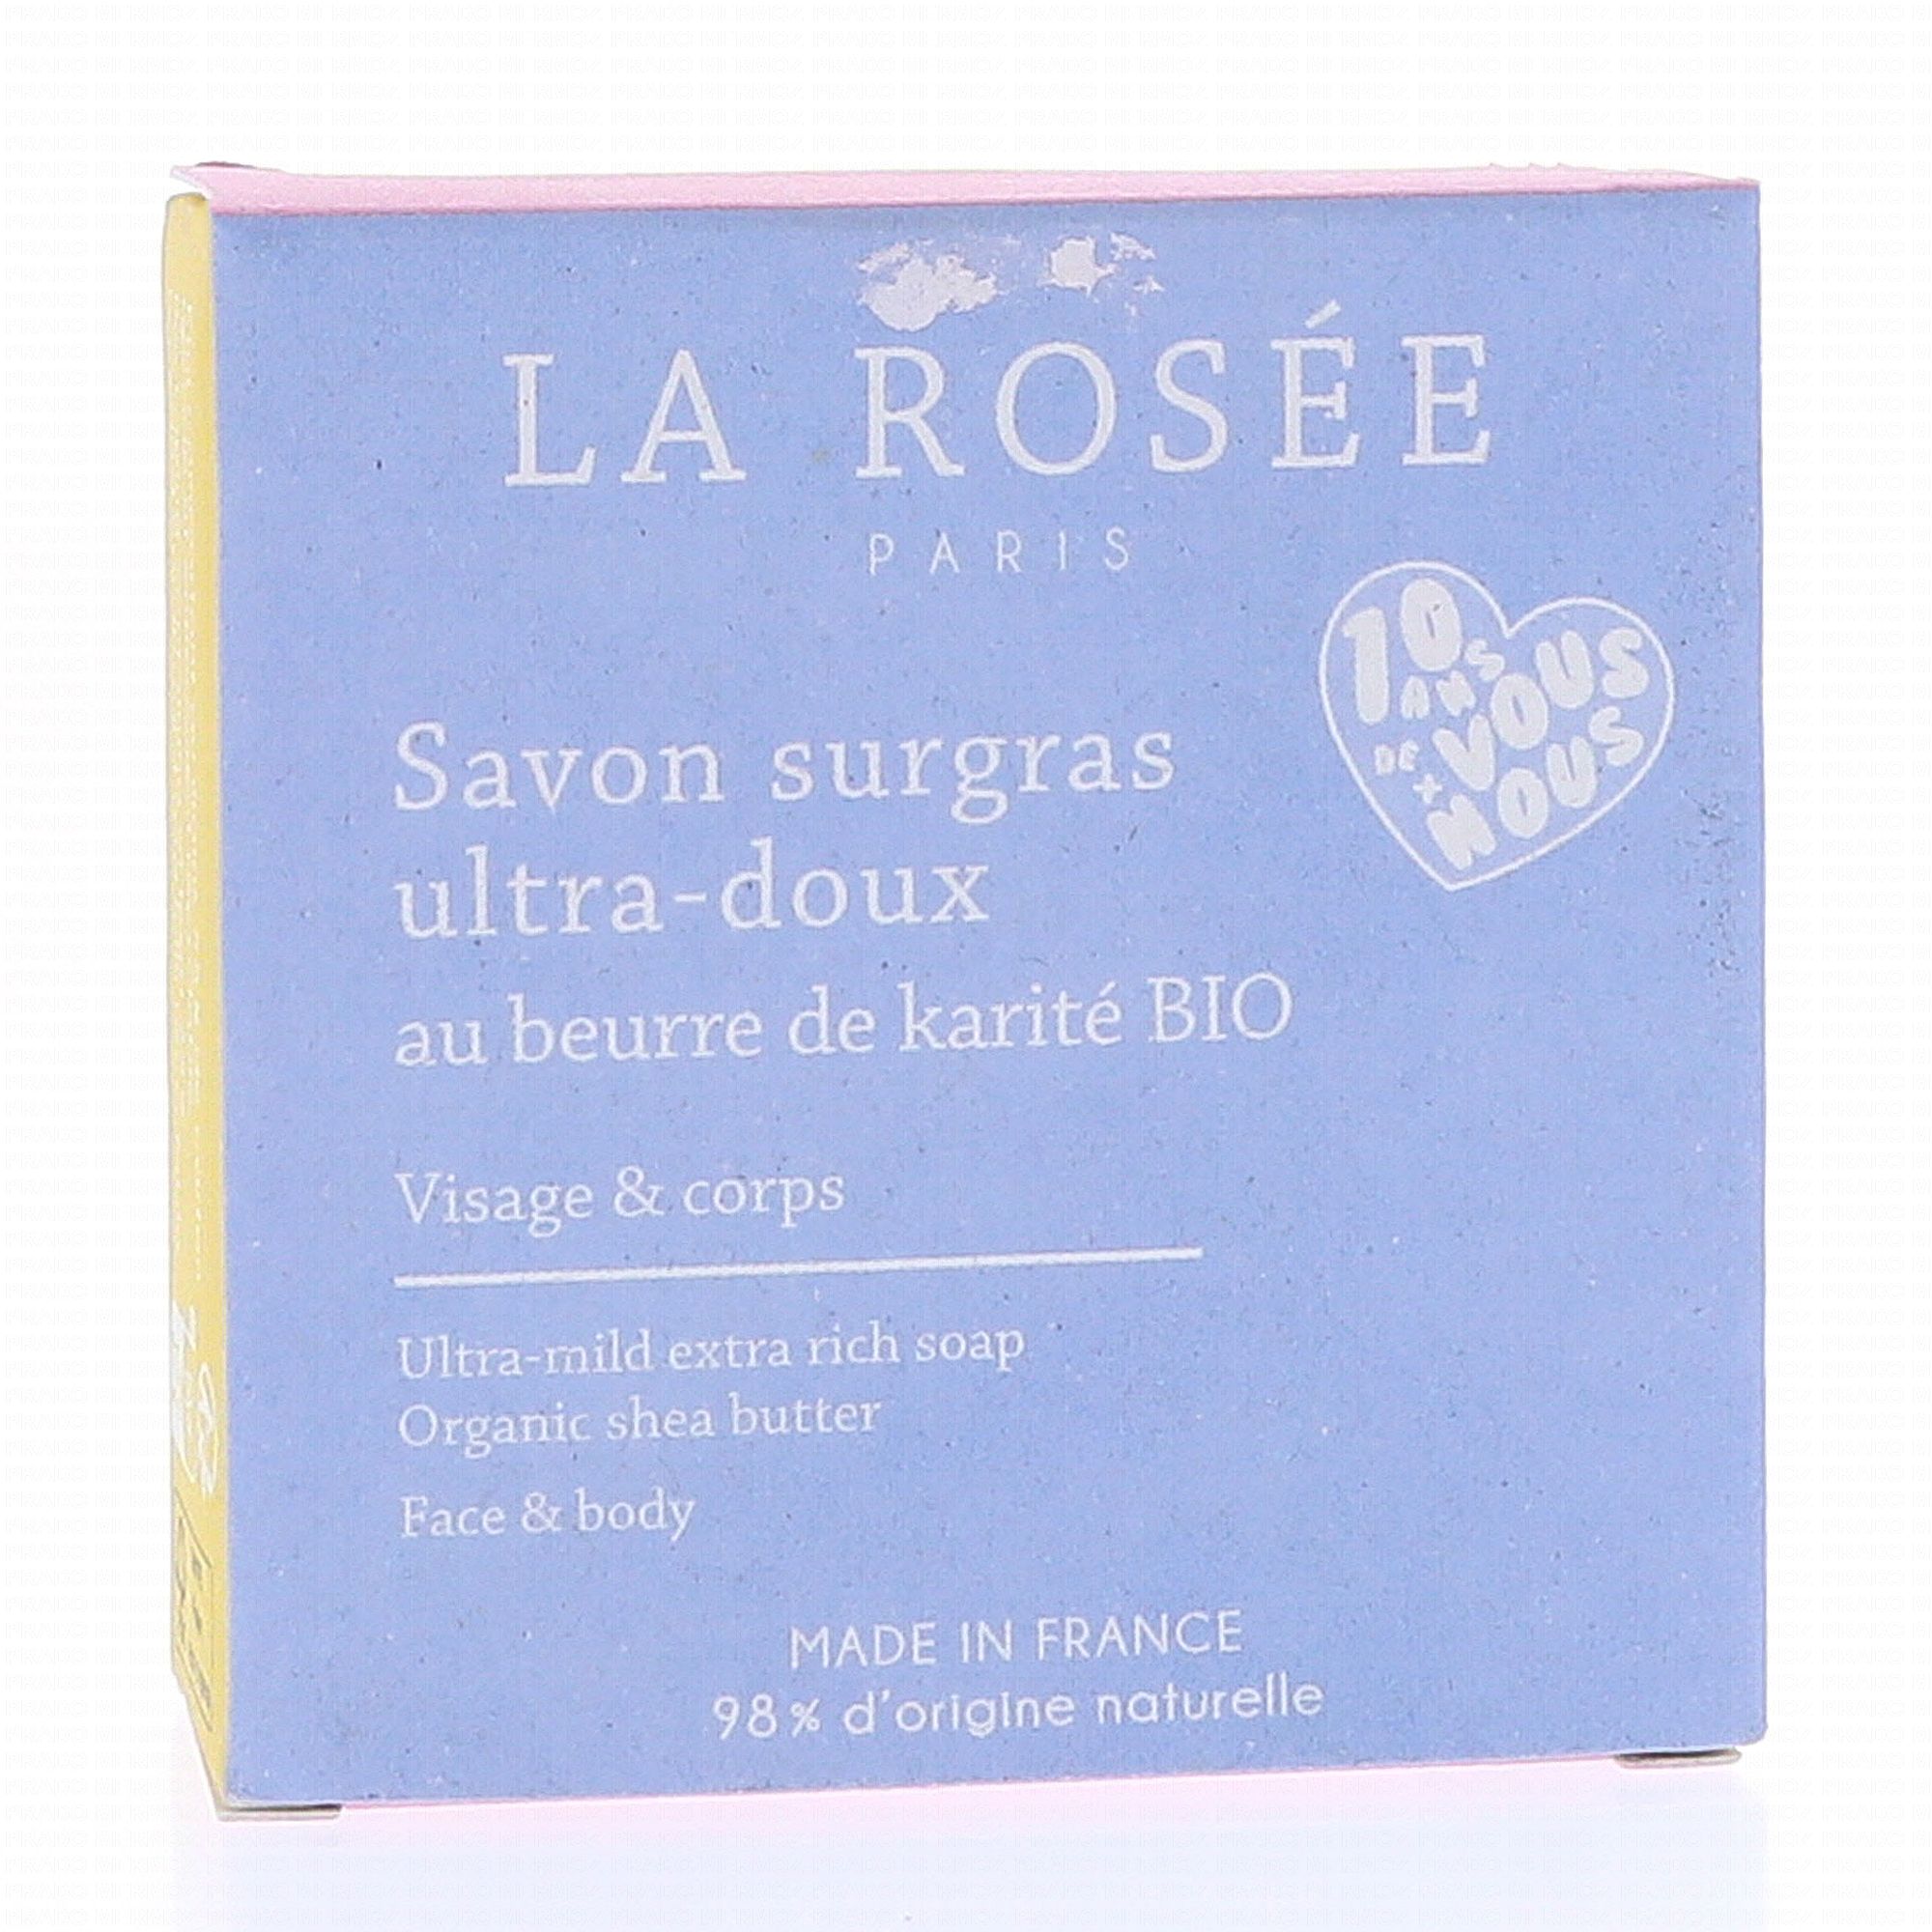 LA ROSÉE
PARIS
10
ANS
DE VOUS
+
NOUS
Savon surgras
ultra-doux
au beurre de karité BIO
Visage & corps
Ultra-mild extra rich soap
Organic shea butter
Face & body
MADE IN FRANCE
98% d'origine naturelle